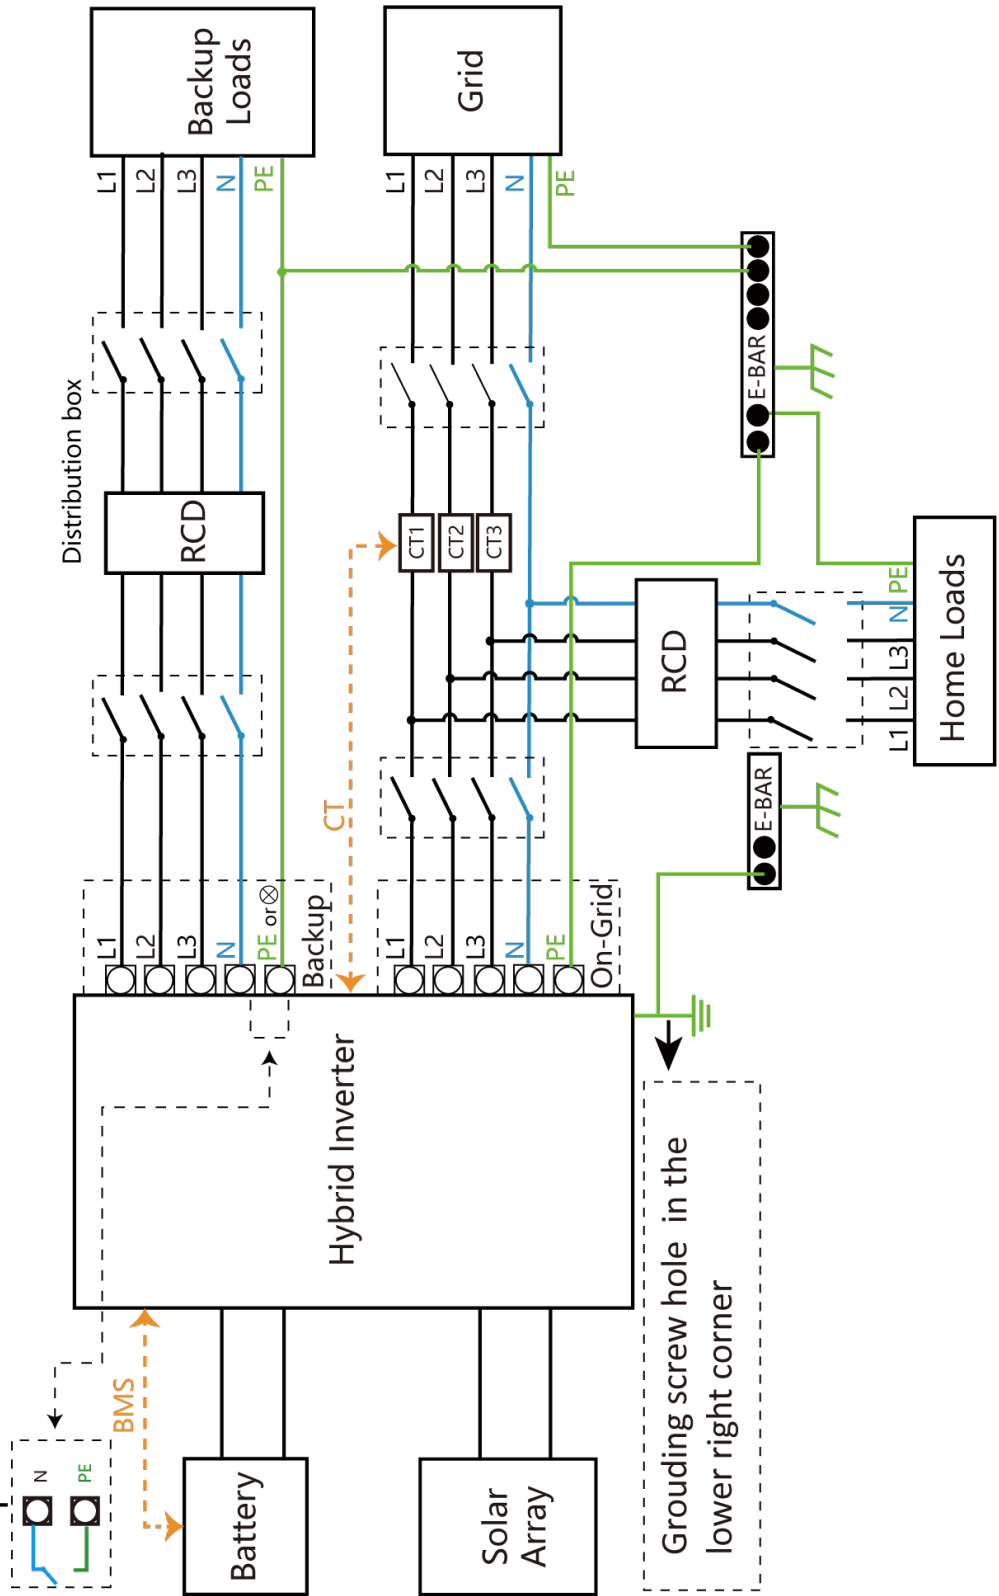 Backup
Loads
Grid
L1
L2
L3
N
PE
L1
L2
L3
N
PE
Distribution box
RCD
E-BAR
CT1
CT2
CT3
CT
RCD
PE
N
L3
L2
L1
Home Loads
E-BAR
L1
L2
L3
N
PE or
Backup
L1
L2
L3
N
PE
On-Grid
Hybrid Inverter
Grouding screw hole in the
lower right corner
BMS
N
PE
Battery
Solar
Array